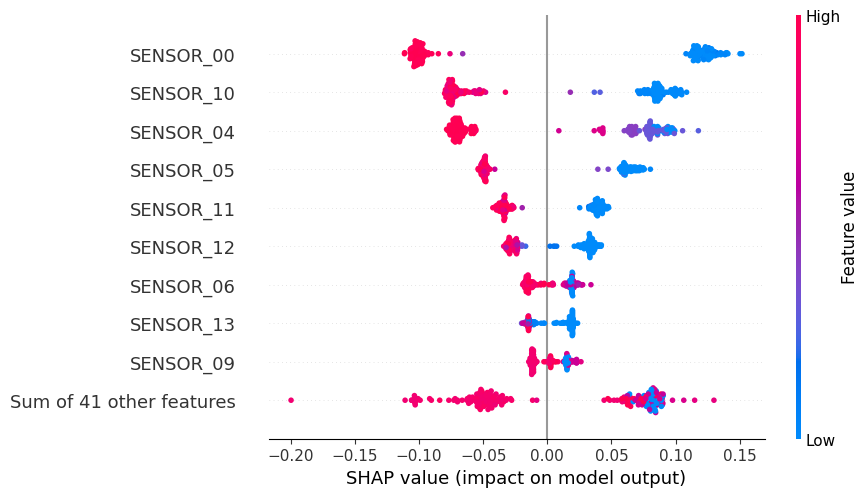 High
SENSOR_00
SENSOR_10
SENSOR_04
SENSOR_05
SENSOR_11
SENSOR_12
SENSOR_06
SENSOR_13
SENSOR_09
Sum of 41 other features
Feature value
Low
−0.20 −0.15 −0.10 −0.05 0.00 0.05 0.10 0.15
SHAP value (impact on model output)